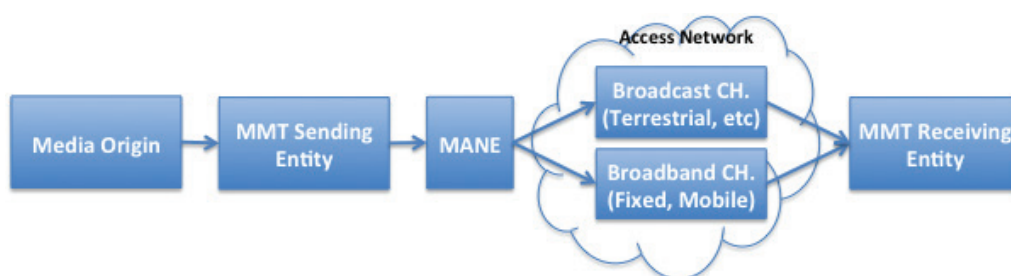 Access Network
Media Origin
MMT Sending
Entity
MANE
Broadcast CH.
(Terrestrial, etc)
Broadband CH.
(Fixed, Mobile)
MMT Receiving
Entity